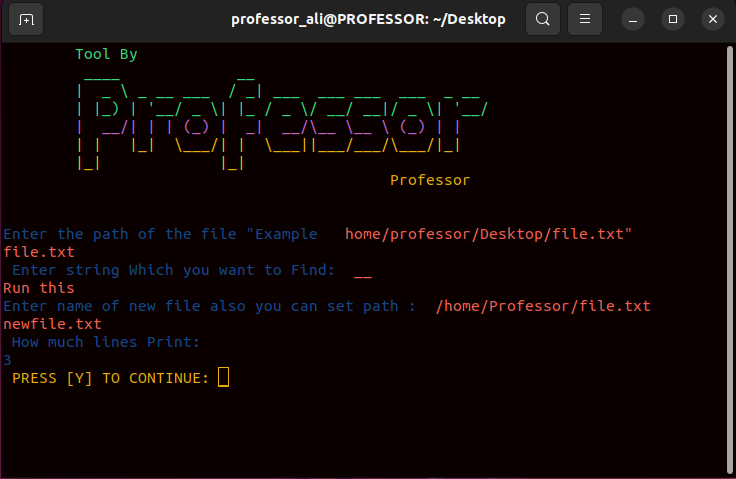 professor_ali@PROFESSOR: ~/Desktop
Tool By
Professor
Professor
Enter the path of the file "Example   home/professor/Desktop/file.txt"
file.txt
Enter string Which you want to Find:  __
Run this
Enter name of new file also you can set path :  /home/Professor/file.txt
newfile.txt
How much lines Print:
3
PRESS [Y] TO CONTINUE: